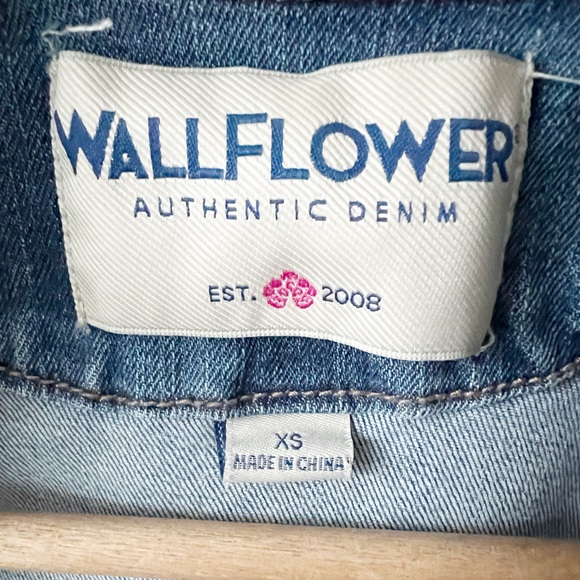 WALLFLOWER
AUTHENTIC DENIM
EST. 2008
XS
MADE IN CHINA